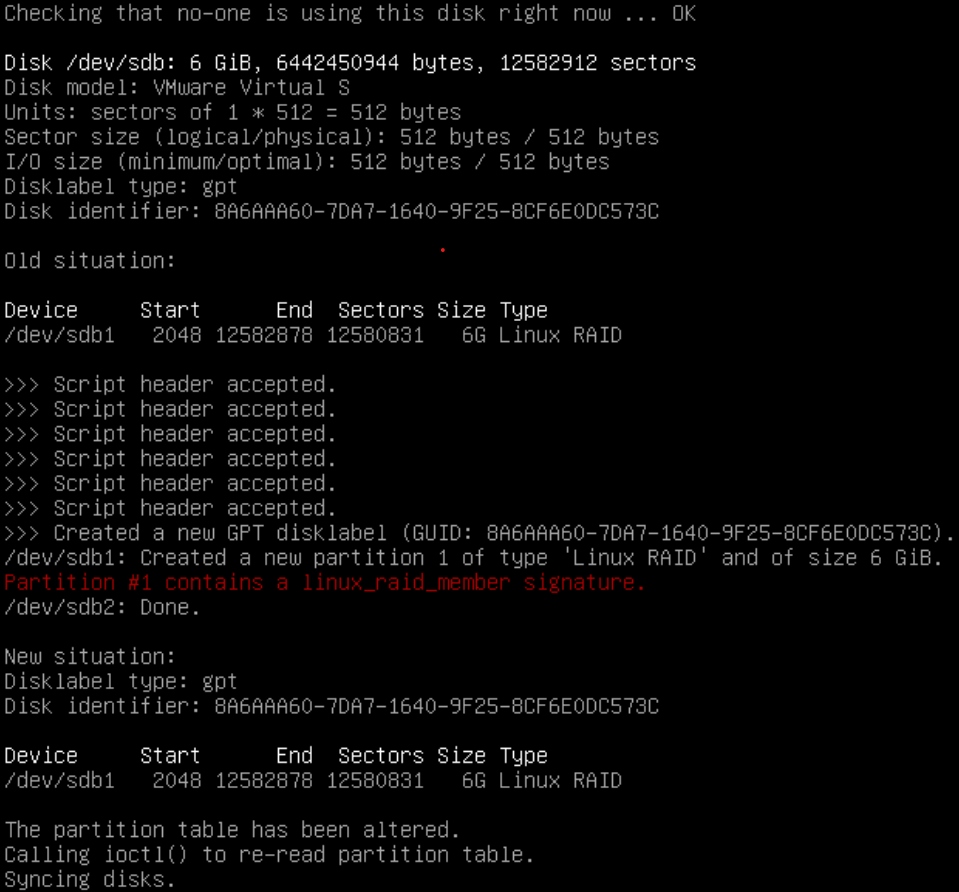 Checking that no-one is using this disk right now ... OK
Disk /dev/sdb: 6 GiB, 6442450944 bytes, 12582912 sectors
Disk model: VMware Virtual S
Units: sectors of 1 * 512 = 512 bytes
Sector size (logical/physical): 512 bytes / 512 bytes
I/O size (minimum/optimal): 512 bytes / 512 bytes
Disklabel type: gpt
Disk identifier: 8A6AAA60-7DA7-1640-9F25-8CF6E0DC573C
Old situation:
Device Start End Sectors Size Type
/dev/sdb1 2048 12582878 12580831 6G Linux RAID
>>> Script header accepted.
>>> Script header accepted.
>>> Script header accepted.
>>> Script header accepted.
>>> Script header accepted.
>>> Script header accepted.
>>> Created a new GPT disklabel (GUID: 8A6AAA60-7DA7-1640-9F25-8CF6E0DC573C).
/dev/sdb1: Created a new partition 1 of type 'Linux RAID' and of size 6 GiB.
Partition #1 contains a linux_raid_member signature.
/dev/sdb2: Done.
New situation:
Disklabel type: gpt
Disk identifier: 8A6AAA60-7DA7-1640-9F25-8CF6E0DC573C
Device Start End Sectors Size Type
/dev/sdb1 2048 12582878 12580831 6G Linux RAID
The partition table has been altered.
Calling ioctl() to re-read partition table.
Syncing disks.